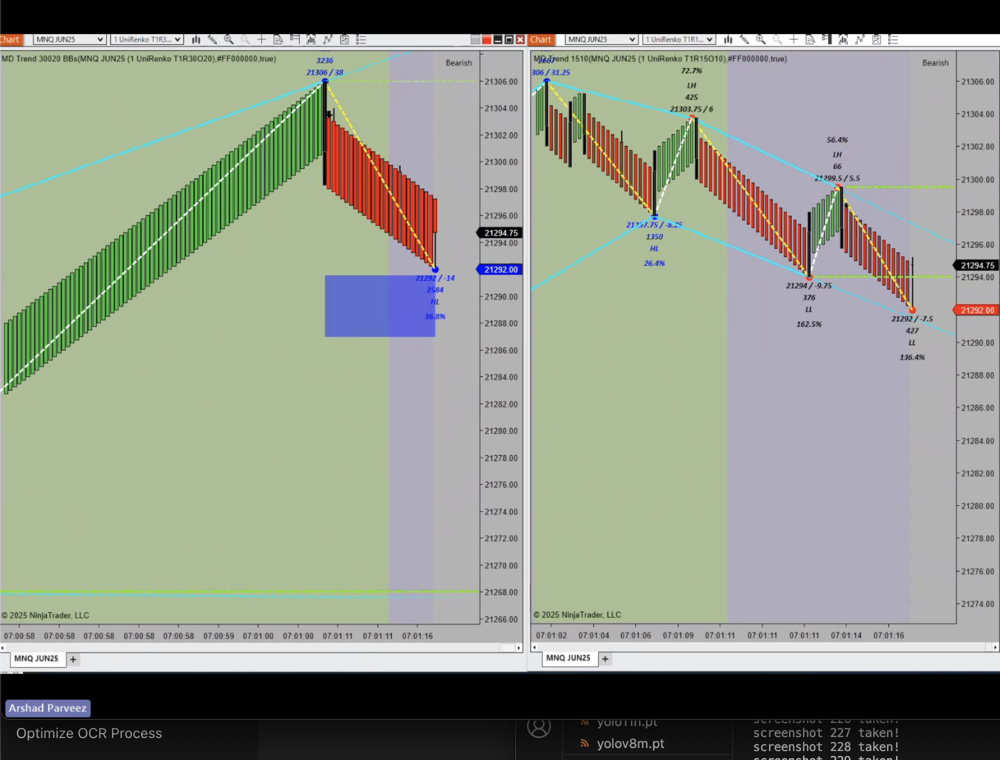 Chart
MNQ JUN25
1 UniRenko T1R3...
MD Trend 30020 BBs(MNQ JUN25 (1 UniRenko T1R30O20),#FF000000,true)
Bearish
3236
21306 / 38
21292 / -14
2584
HL
36.8%
21306.00
21304.00
21302.00
21300.00
21298.00
21296.00
21294.75
21294.00
21292.00
21290.00
21288.00
21286.00
21284.00
21282.00
21280.00
21278.00
21276.00
21274.00
21272.00
21270.00
21268.00
21266.00
© 2025 NinjaTrader, LLC
07:00:58 07:00:58 07:00:58 07:00:58 07:00:59 07:00:59 07:01:00 07:01:00 07:01:11 07:01:11 07:01:16
MNQ JUN25 +
Chart
MNQ JUN25
1 UniRenko T1R1...
MD Trend 1510(MNQ JUN25 (1 UniRenko T1R15O10),#FF000000,true)
Bearish
306 / 31.25
72.7%
LH
425
21303.75 / 6
56.4%
LH
66
21299.5 / 5.5
1350
HL
26.4%
21294 / -9.75
376
LL
162.5%
21292 / -7.5
427
LL
136.4%
21306.00
21304.00
21302.00
21300.00
21298.00
21296.00
21294.75
21294.00
21292.00
21290.00
21288.00
21286.00
21284.00
21282.00
21280.00
21278.00
21276.00
21274.00
© 2025 NinjaTrader, LLC
07:01:02 07:01:04 07:01:06 07:01:09 07:01:11 07:01:11 07:01:14 07:01:16
MNQ JUN25 +
Arshad Parveez
Optimize OCR Process
yolo11n.pt
yolov8m.pt
screenshot 226 taken!
screenshot 227 taken!
screenshot 228 taken!
screenshot 229 taken!